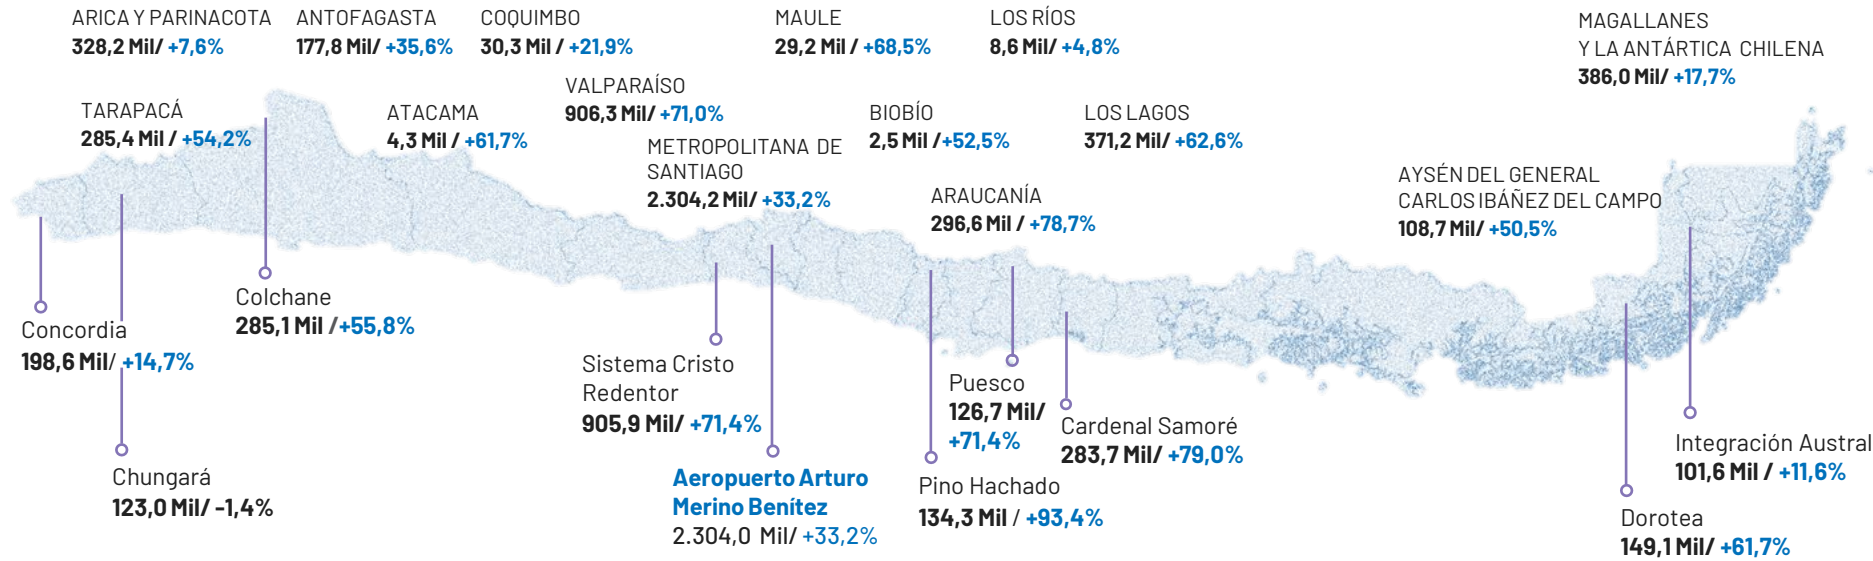 ARICA Y PARINACOTA
328,2 Mil/ +7,6%
ANTOFAGASTA
177,8 Mil/ +35,6%
COQUIMBO
30,3 Mil / +21,9%
MAULE
29,2 Mil / +68,5%
LOS RÍOS
8,6 Mil/ +4,8%
MAGALLANES
Y LA ANTÁRTICA CHILENA
386,0 Mil/ +17,7%
TARAPACÁ
285,4 Mil / +54,2%
ATACAMA
4,3 Mil / +61,7%
VALPARAÍSO
906,3 Mil/ +71,0%
METROPOLITANA DE
SANTIAGO
2.304,2 Mil/ +33,2%
BIOBÍO
2,5 Mil /+52,5%
LOS LAGOS
371,2 Mil/ +62,6%
ARAUCANÍA
296,6 Mil / +78,7%
AYSÉN DEL GENERAL
CARLOS IBÁÑEZ DEL CAMPO
108,7 Mil/ +50,5%
Concordia
198,6 Mil/ +14,7%
Colchane
285,1 Mil /+55,8%
Chungará
123,0 Mil/ -1,4%
Sistema Cristo
Redentor
905,9 Mil/ +71,4%
Aeropuerto Arturo
Merino Benítez
2.304,0 Mil/ +33,2%
Puesco
126,7 Mil/
+71,4%
Pino Hachado
134,3 Mil / +93,4%
Cardenal Samoré
283,7 Mil/ +79,0%
Integración Austral
101,6 Mil / +11,6%
Dorotea
149,1 Mil/ +61,7%